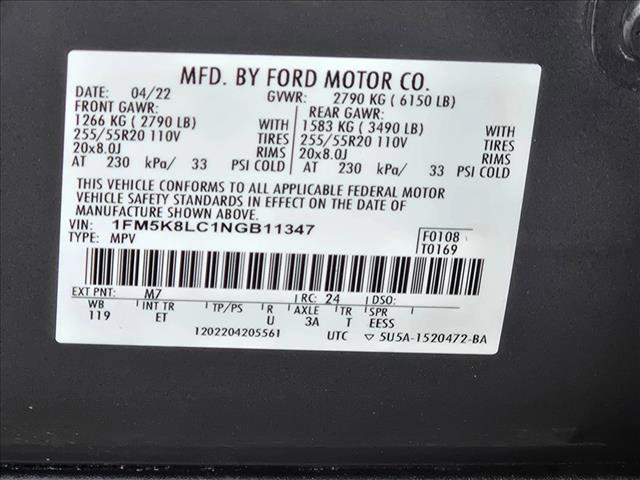 MFD. BY FORD MOTOR CO.
DATE: 04/22 GVWR: 2790 KG ( 6150 LB)
FRONT GAWR: REAR GAWR:
1266 KG ( 2790 LB) WITH 1583 KG ( 3490 LB) WITH
255/55R20 110V TIRES 255/55R20 110V TIRES
20x8.0J RIMS 20x8.0J RIMS
AT 230 kPa/ 33 PSI COLD AT 230 kPa/ 33 PSI COLD
THIS VEHICLE CONFORMS TO ALL APPLICABLE FEDERAL MOTOR
VEHICLE SAFETY STANDARDS IN EFFECT ON THE DATE OF
MANUFACTURE SHOWN ABOVE.
VIN: 1FM5K8LC1NGB11347 F0108
TYPE: MPV T0169
EXT PNT: M7 RC: 24 DSO:
WB INT TR TP/PS R AXLE TR SPR
119 ET U 3A T EESS
1202204205561 UTC ▽ 5U5A-1520472-BA